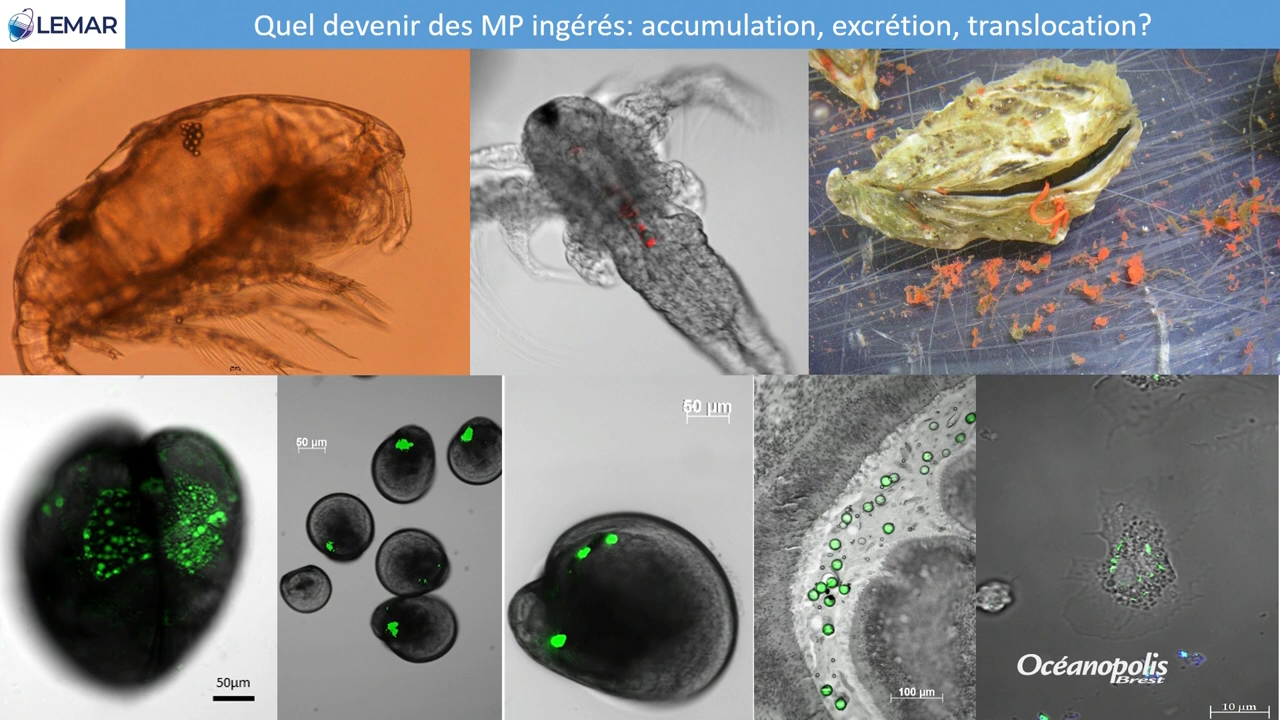 LEMAR
Quel devenir des MP ingérés: accumulation, excrétion, translocation?
50µm
50 µm
50 µm
100 µm
Océanopolis
Brest
10 µm